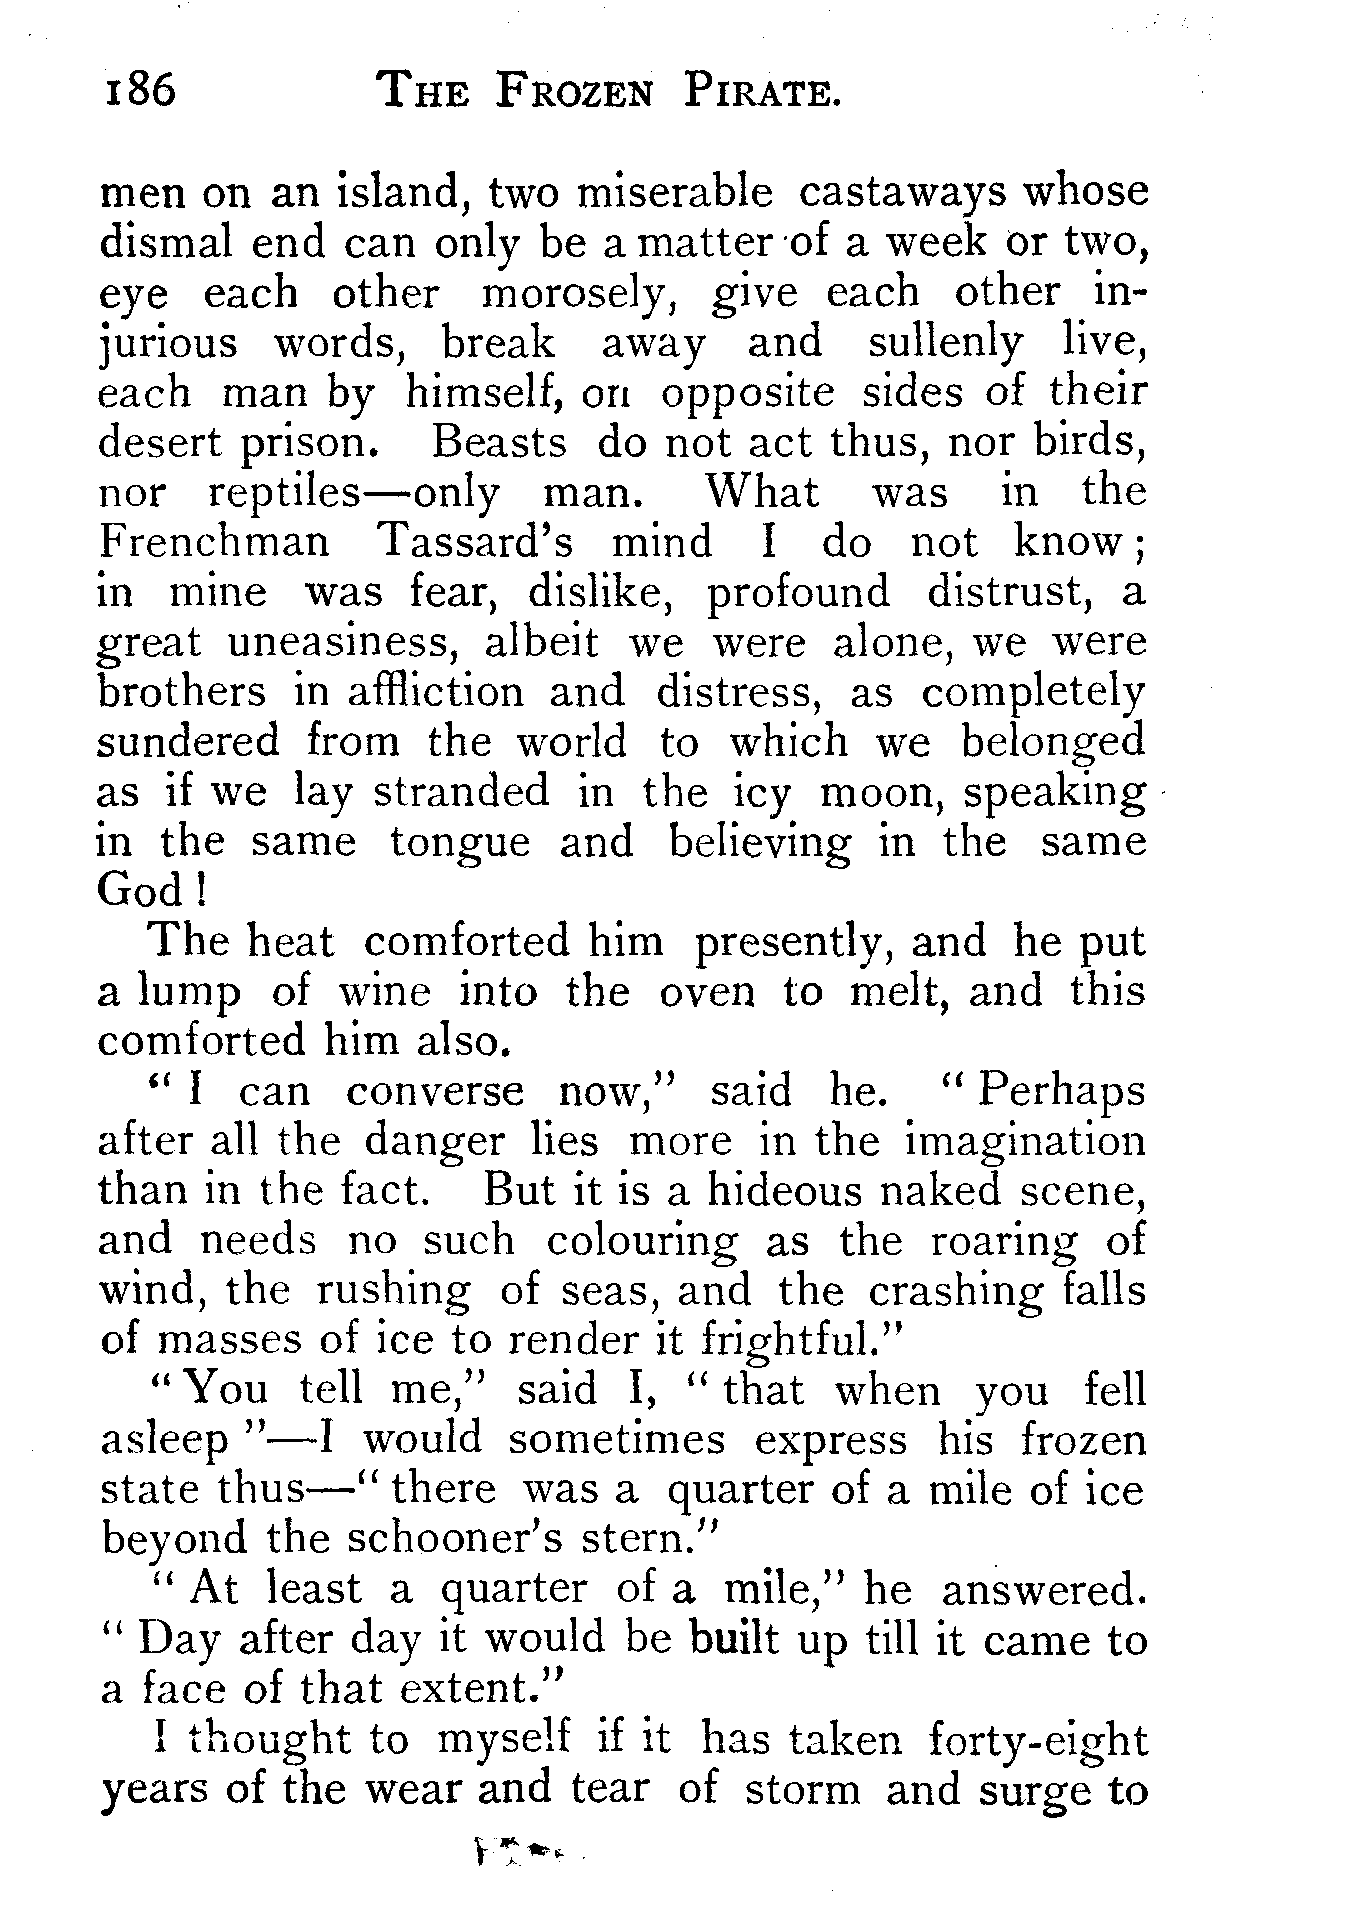 186 THE FROZEN PIRATE.
men on an island, two miserable castaways whose
dismal end can only be a matter of a week or two,
eye each other morosely, give each other in-
jurious words, break away and sullenly live,
each man by himself, on opposite sides of their
desert prison. Beasts do not act thus, nor birds,
nor reptiles—only man. What was in the
Frenchman Tassard's mind I do not know;
in mine was fear, dislike, profound distrust, a
great uneasiness, albeit we were alone, we were
brothers in affliction and distress, as completely
sundered from the world to which we belonged
as if we lay stranded in the icy moon, speaking
in the same tongue and believing in the same
God!
The heat comforted him presently, and he put
a lump of wine into the oven to melt, and this
comforted him also.
"I can converse now," said he. "Perhaps
after all the danger lies more in the imagination
than in the fact. But it is a hideous naked scene,
and needs no such colouring as the roaring of
wind, the rushing of seas, and the crashing falls
of masses of ice to render it frightful."
"You tell me," said I, "that when you fell
asleep"—I would sometimes express his frozen
state thus—"there was a quarter of a mile of ice
beyond the schooner's stern."
"At least a quarter of a mile," he answered.
"Day after day it would be built up till it came to
a face of that extent."
I thought to myself if it has taken forty-eight
years of the wear and tear of storm and surge to